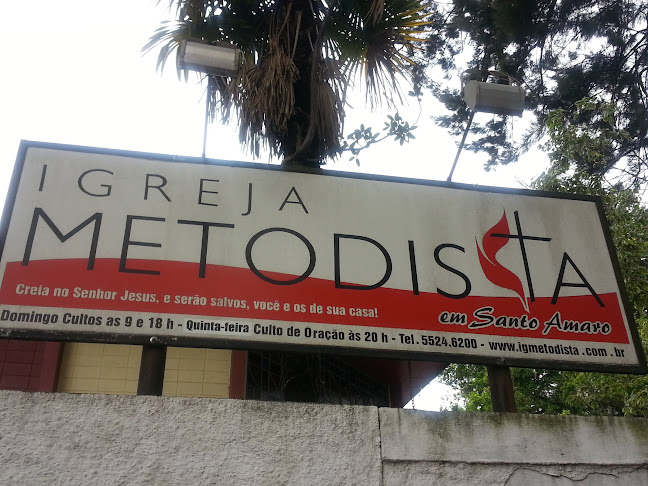 IGREJA
METODISTA
Creia no Senhor Jesus, e serão salvos, você e os de sua casa!
em Santo Amaro
Domingo Cultos as 9 e 18 h - Quinta-feira Culto de Oração às 20 h - Tel. 5524.6200 - www.igmetodista.com.br